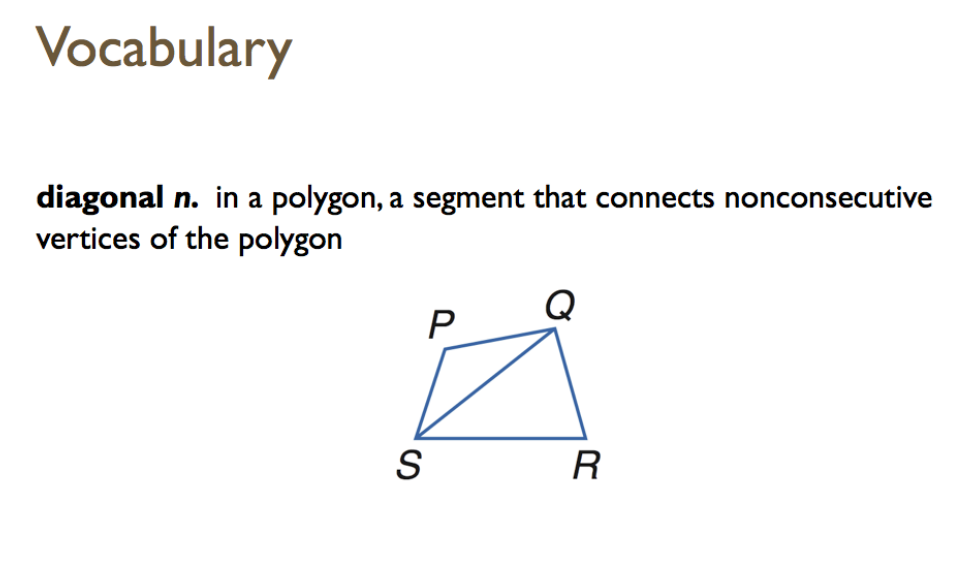 Vocabulary
diagonal n. in a polygon, a segment that connects nonconsecutive
vertices of the polygon
P
Q
S
R